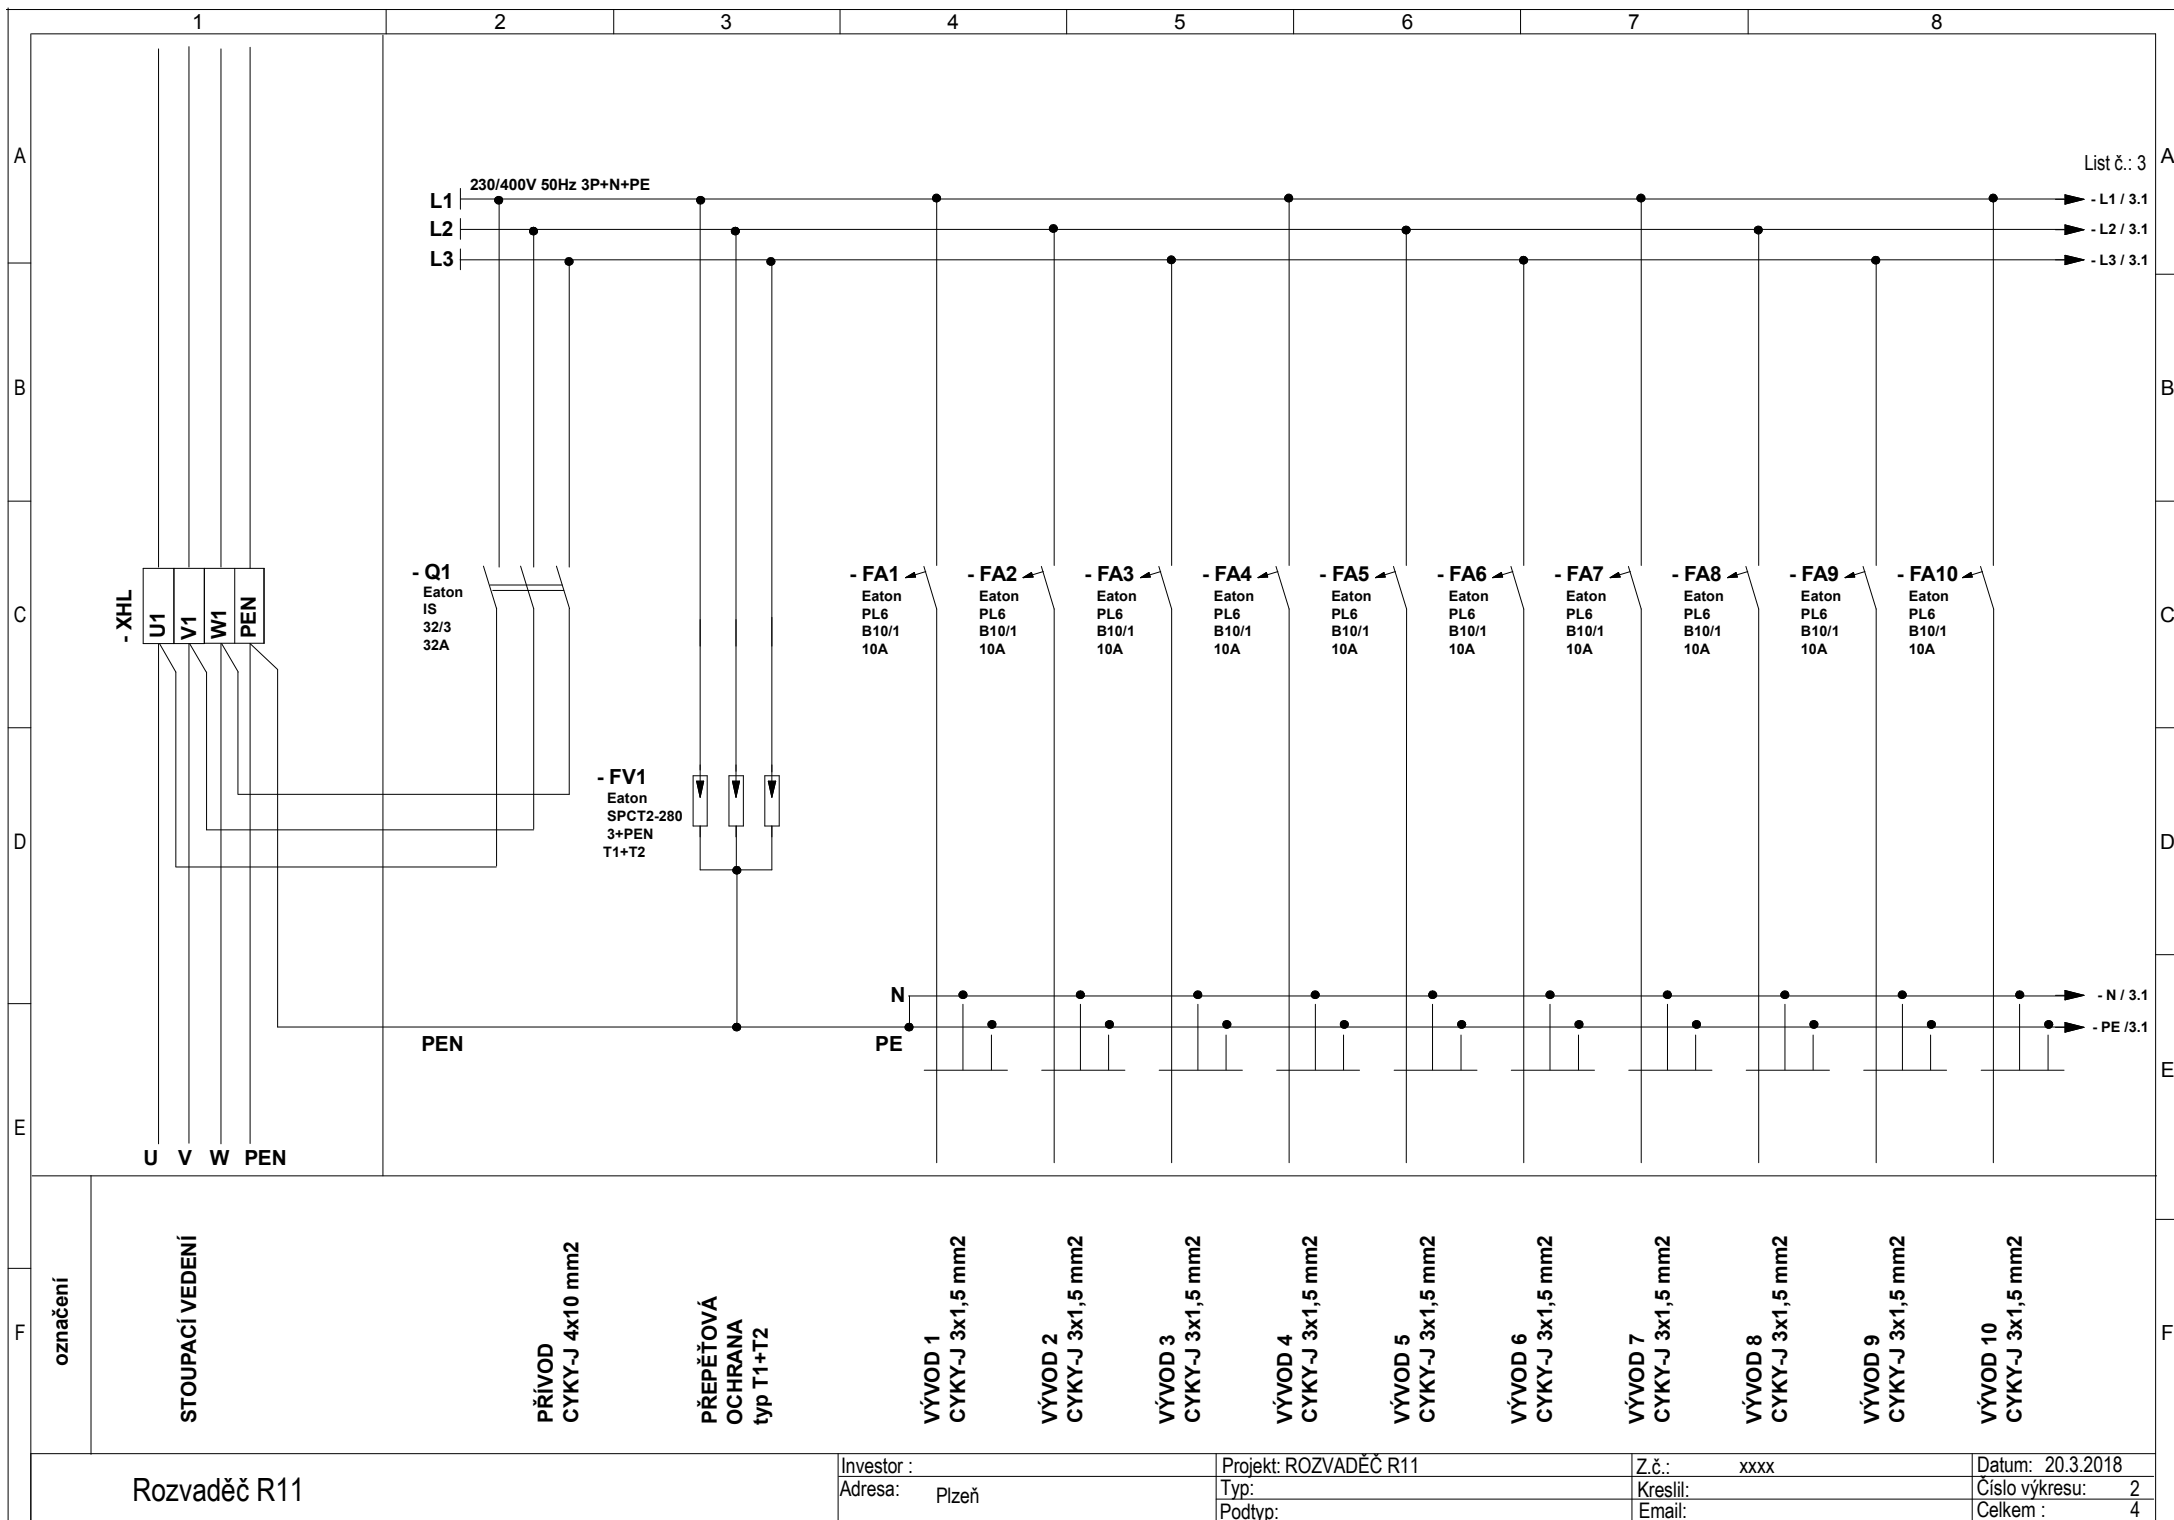 1 2 3 4 5 6 7 8
A
A
List č.: 3
230/400V 50Hz 3P+N+PE
L1
- L1 / 3.1
L2
- L2 / 3.1
L3
- L3 / 3.1
B
B
C
C
- XHL
U1
V1
W1
PEN
- Q1
Eaton
IS
32/3
32A
- FA1
Eaton
PL6
B10/1
10A
- FA2
Eaton
PL6
B10/1
10A
- FA3
Eaton
PL6
B10/1
10A
- FA4
Eaton
PL6
B10/1
10A
- FA5
Eaton
PL6
B10/1
10A
- FA6
Eaton
PL6
B10/1
10A
- FA7
Eaton
PL6
B10/1
10A
- FA8
Eaton
PL6
B10/1
10A
- FA9
Eaton
PL6
B10/1
10A
- FA10
Eaton
PL6
B10/1
10A
D
D
- FV1
Eaton
SPCT2-280
3+PEN
T1+T2
N
- N / 3.1
PEN
PE
- PE /3.1
E
E
U V W PEN
F
F
označení
STOUPACÍ VEDENÍ
PŘÍVOD
CYKY-J 4x10 mm2
PŘEPĚŤOVÁ
OCHRANA
typ T1+T2
VÝVOD 1
CYKY-J 3x1,5 mm2
VÝVOD 2
CYKY-J 3x1,5 mm2
VÝVOD 3
CYKY-J 3x1,5 mm2
VÝVOD 4
CYKY-J 3x1,5 mm2
VÝVOD 5
CYKY-J 3x1,5 mm2
VÝVOD 6
CYKY-J 3x1,5 mm2
VÝVOD 7
CYKY-J 3x1,5 mm2
VÝVOD 8
CYKY-J 3x1,5 mm2
VÝVOD 9
CYKY-J 3x1,5 mm2
VÝVOD 10
CYKY-J 3x1,5 mm2
Rozvaděč R11
Investor :
Adresa: Plzeň
Projekt: ROZVADĚČ R11
Typ:
Podtyp:
Z.č.: xxxx
Kreslil:
Email:
Datum: 20.3.2018
Číslo výkresu: 2
Celkem : 4